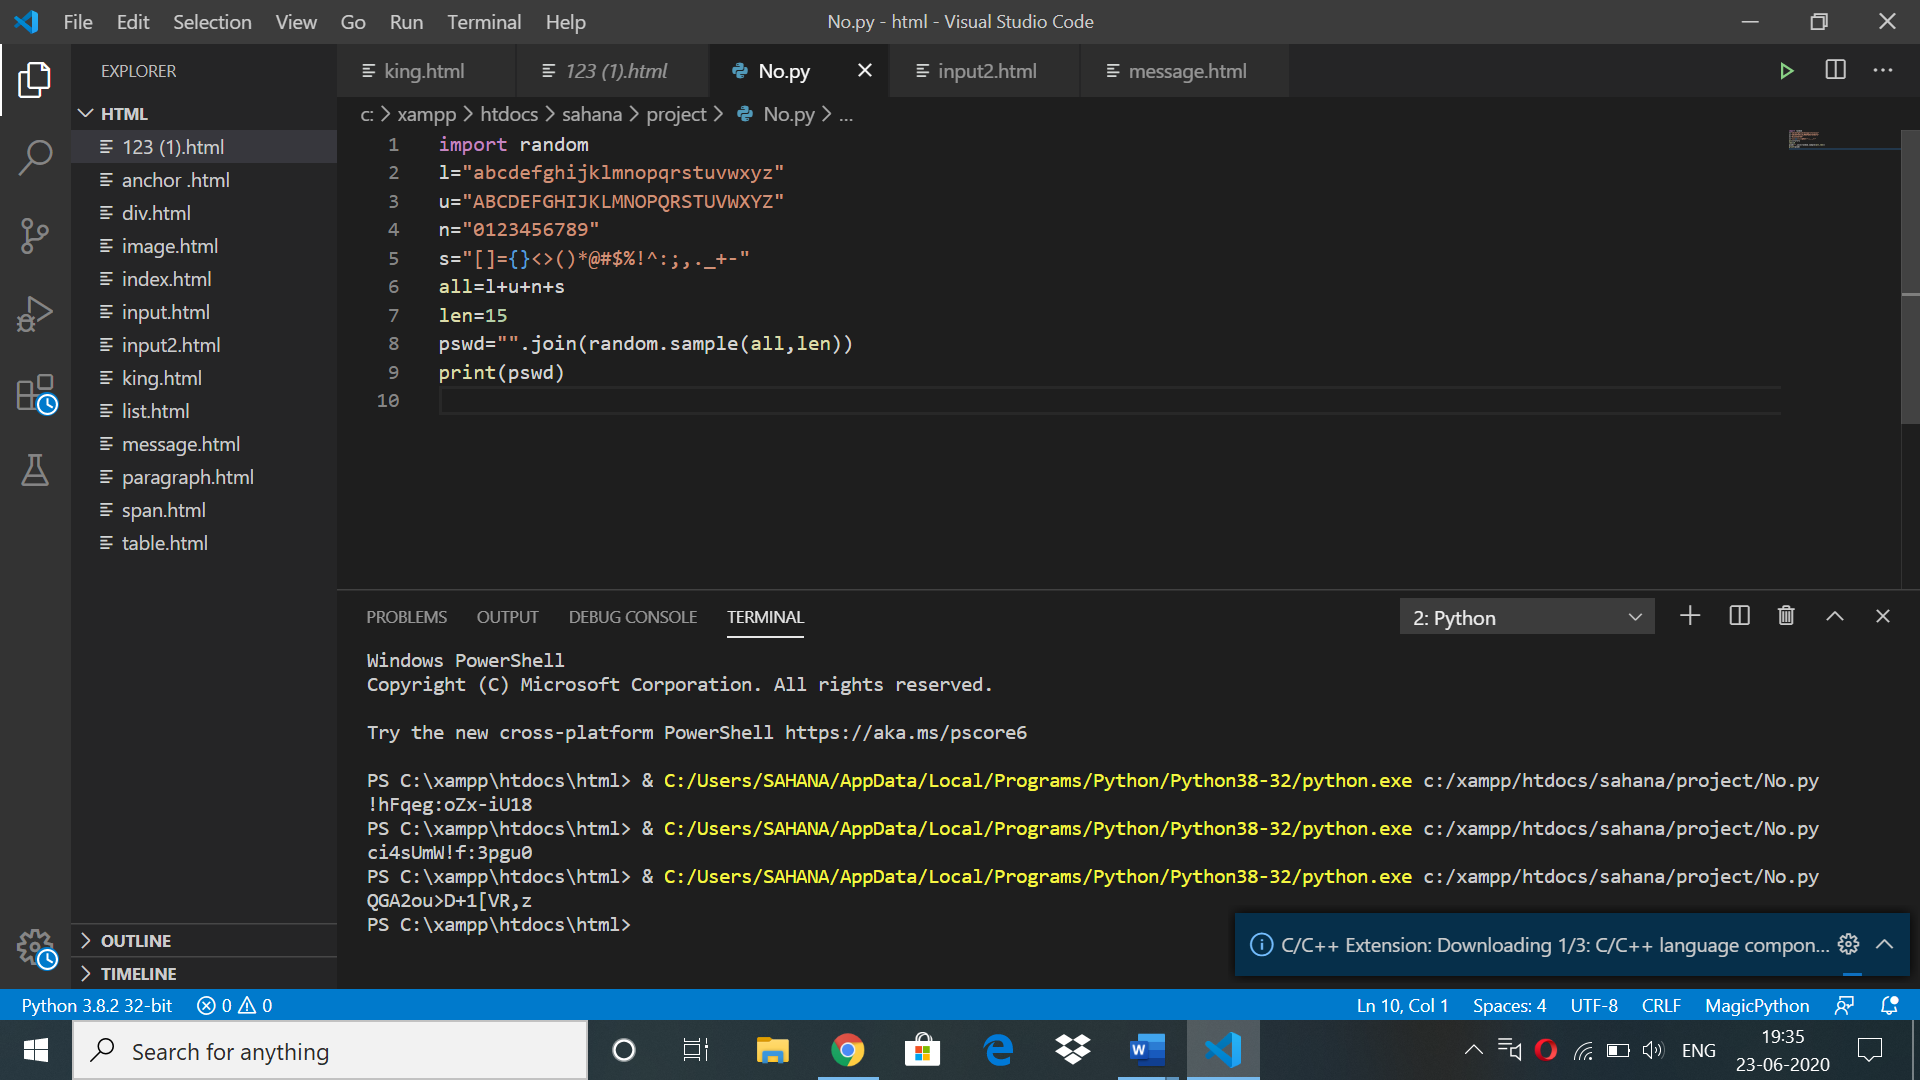 File Edit Selection View Go Run Terminal Help
No.py - html - Visual Studio Code
EXPLORER
HTML
123 (1).html
anchor .html
div.html
image.html
index.html
input.html
input2.html
king.html
list.html
message.html
paragraph.html
span.html
table.html
OUTLINE
TIMELINE
king.html 123 (1).html No.py input2.html message.html
c: > xampp > htdocs > sahana > project > No.py > ...
1 import random
2 l="abcdefghijklmnopqrstuvwxyz"
3 u="ABCDEFGHIJKLMNOPQRSTUVWXYZ"
4 n="0123456789"
5 s="[]={}<>()*@#$%!^:;,._+-"
6 all=l+u+n+s
7 len=15
8 pswd="".join(random.sample(all,len))
9 print(pswd)
10
PROBLEMS OUTPUT DEBUG CONSOLE TERMINAL
2: Python
Windows PowerShell
Copyright (C) Microsoft Corporation. All rights reserved.
Try the new cross-platform PowerShell https://aka.ms/pscore6
PS C:\xampp\htdocs\html> & C:/Users/SAHANA/AppData/Local/Programs/Python/Python38-32/python.exe c:/xampp/htdocs/sahana/project/No.py
!hFqeg:oZx-iU18
PS C:\xampp\htdocs\html> & C:/Users/SAHANA/AppData/Local/Programs/Python/Python38-32/python.exe c:/xampp/htdocs/sahana/project/No.py
ci4sUmW!f:3pgu0
PS C:\xampp\htdocs\html> & C:/Users/SAHANA/AppData/Local/Programs/Python/Python38-32/python.exe c:/xampp/htdocs/sahana/project/No.py
QGA2ou>D+1[VR,z
PS C:\xampp\htdocs\html>
C/C++ Extension: Downloading 1/3: C/C++ language compon...
Python 3.8.2 32-bit 0 0
Ln 10, Col 1 Spaces: 4 UTF-8 CRLF MagicPython
Search for anything
ENG
19:35
23-06-2020